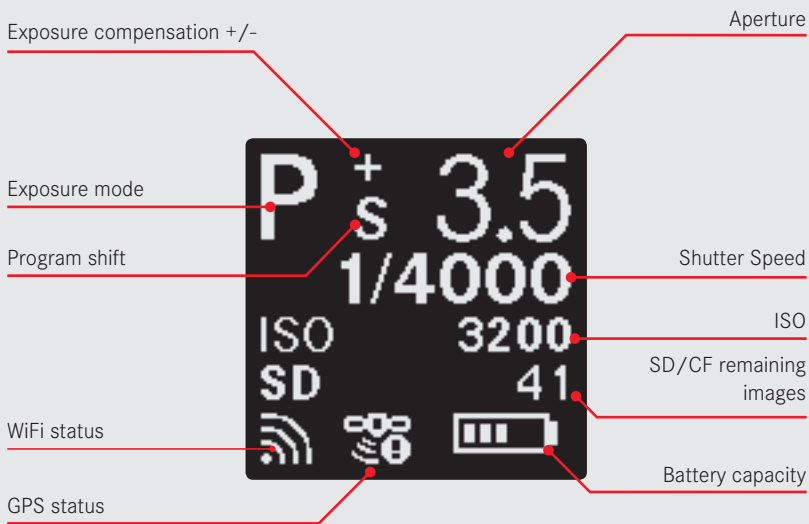 Exposure compensation +/-
Aperture
P + 3.5
Exposure mode
S
Program shift
1/4000
Shutter Speed
ISO 3200
ISO
SD 41
SD/CF remaining
images
WiFi status
Battery capacity
GPS status